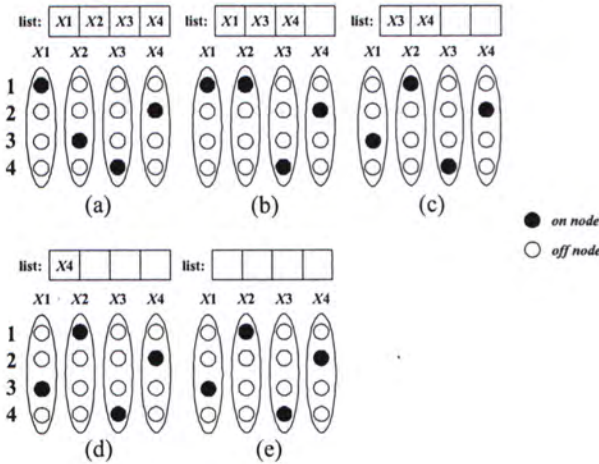 list: X1 X2 X3 X4
X1 X2 X3 X4
1
2
3
4
(a)
list: X1 X3 X4
X1 X2 X3 X4
(b)
list: X3 X4
X1 X2 X3 X4
(c)
on node
off node
list: X4
X1 X2 X3 X4
1
2
3
4
(d)
list:
X1 X2 X3 X4
(e)